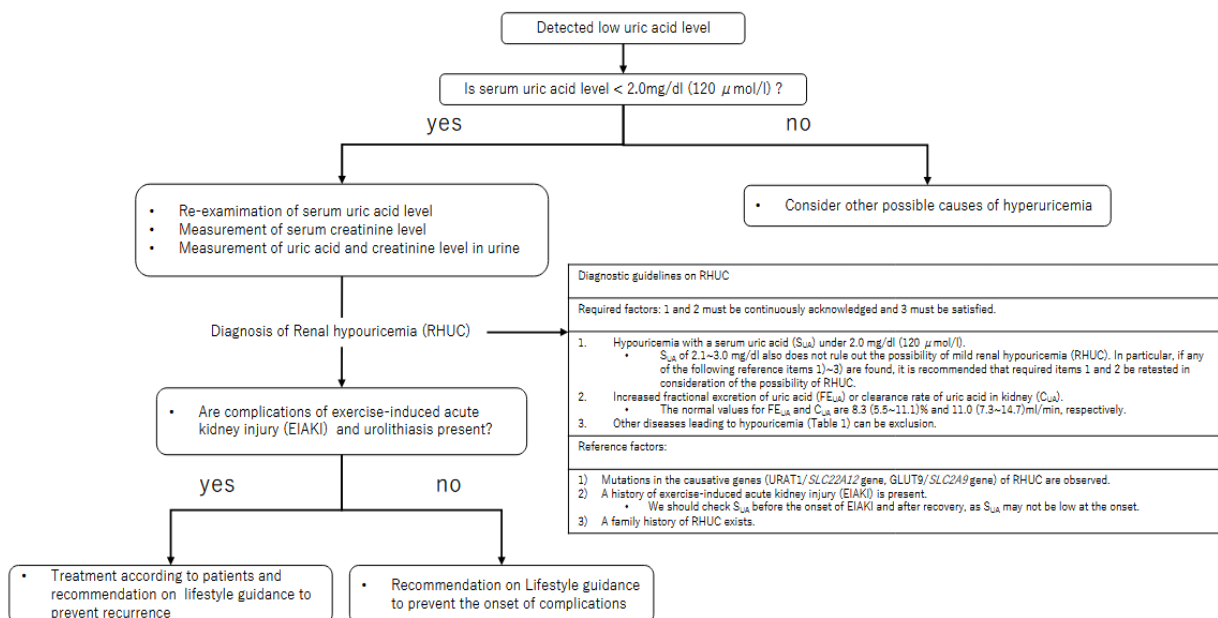 Detected low uric acid level
Is serum uric acid level < 2.0mg/dl (120 μmol/l) ?
yes
no
• Re-examimation of serum uric acid level
• Measurement of serum creatinine level
• Measurement of uric acid and creatinine level in urine
• Consider other possible causes of hyperuricemia
Diagnosis of Renal hypouricemia (RHUC)
Diagnostic guidelines on RHUC
Required factors: 1 and 2 must be continuously acknowledged and 3 must be satisfied.
1. Hypouricemia with a serum uric acid (SUA) under 2.0 mg/dl (120 μmol/l).
• SUA of 2.1~3.0 mg/dl also does not rule out the possibility of mild renal hypouricemia (RHUC). In particular, if any
of the following reference items 1)~3) are found, it is recommended that required items 1 and 2 be retested in
consideration of the possibility of RHUC.
2. Increased fractional excretion of uric acid (FEUA) or clearance rate of uric acid in kidney (CUA).
• The normal values for FEUA and CUA are 8.3 (5.5~11.1)% and 11.0 (7.3~14.7)ml/min, respectively.
3. Other diseases leading to hypouricemia (Table 1) can be exclusion.
Reference factors:
1) Mutations in the causative genes (URAT1/SLC22A12 gene, GLUT9/SLC2A9 gene) of RHUC are observed.
2) A history of exercise-induced acute kidney injury (EIAKI) is present.
• We should check SUA before the onset of EIAKI and after recovery, as SUA may not be low at the onset.
3) A family history of RHUC exists.
• Are complications of exercise-induced acute
kidney injury (EIAKI) and urolithiasis present?
yes
no
• Treatment according to patients and
recommendation on lifestyle guidance to
prevent recurrence
• Recommendation on Lifestyle guidance
to prevent the onset of complications